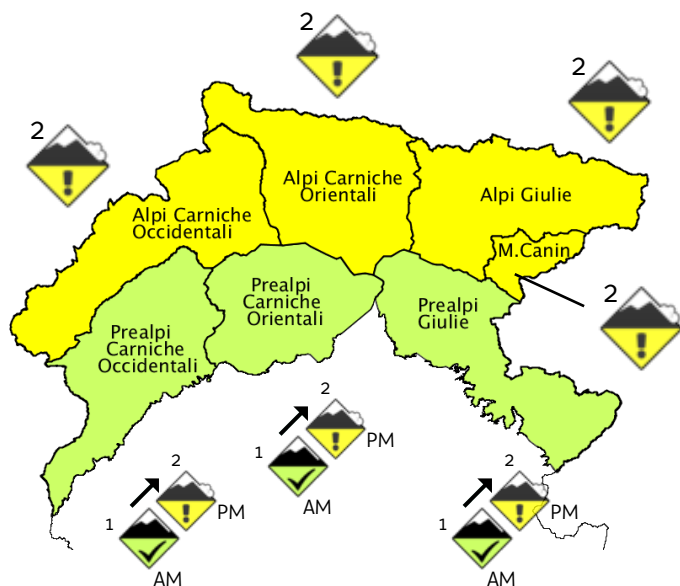 2
2
2
Alpi Carniche
Orientali
Alpi Giulie
Alpi Carniche
Occidentali
M.Canin
Prealpi
Carniche
Orientali
2
Prealpi
Giulie
Prealpi
Carniche
Occidentali
2
1
PM
AM
2
1
PM
AM
2
1
PM
AM